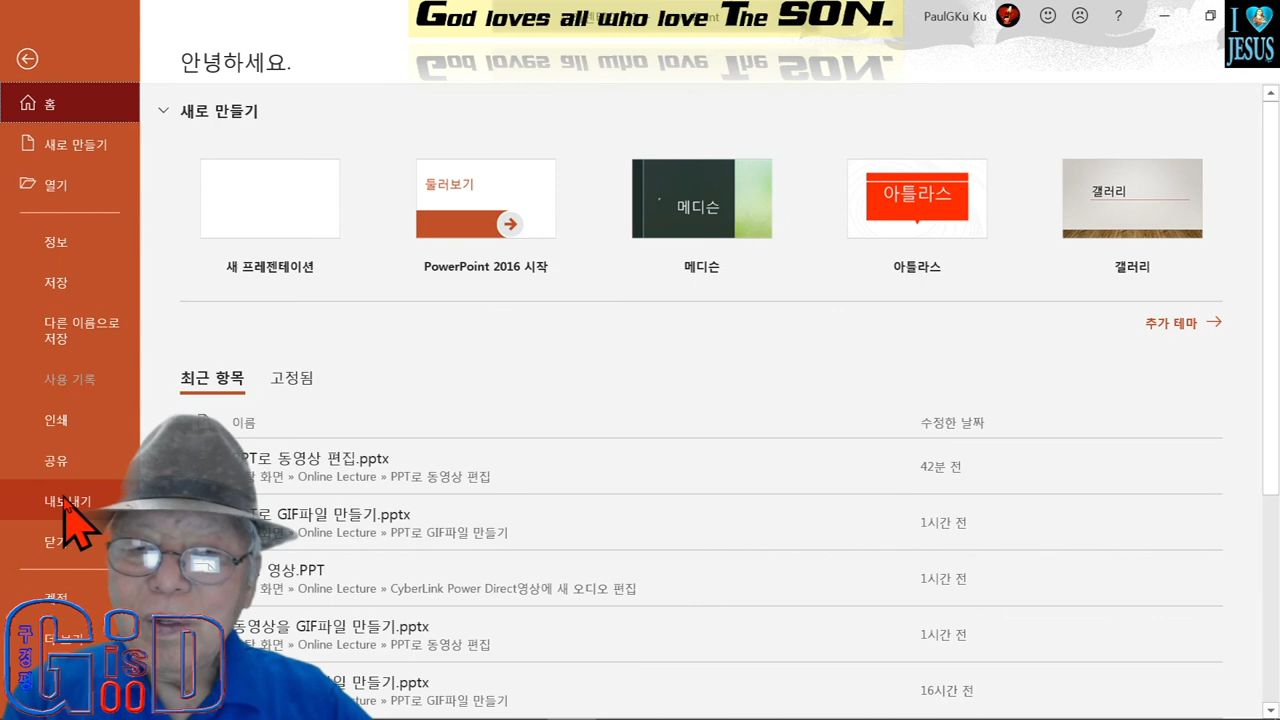 God loves all who love The SON.
PaulGKu Ku
?
I
JESUS
안녕하세요.
홈
새로 만들기
열기
정보
저장
다른 이름으로
저장
사용 기록
인쇄
공유
내보내기
새로 만들기
둘러보기
메디슨
아틀라스
갤러리
새 프레젠테이션
PowerPoint 2016 시작
메디슨
아틀라스
갤러리
추가 테마
최근 항목
고정됨
이름
수정한 날짜
PT로 동영상 편집.pptx
화면 » Online Lecture » PPT로 동영상 편집
42분 전
로 GIF파일 만들기.pptx
화면 » Online Lecture » PPT로 GIF파일 만들기
1시간 전
영상.PPT
화면 » Online Lecture » CyberLink Power Direct영상에 새 오디오 편집
1시간 전
동영상을 GIF파일 만들기.pptx
화면 » Online Lecture » PPT로 동영상 편집
1시간 전
일 만들기.pptx
Lecture » PPT로 GIF파일 만들기
16시간 전
G is GOOD